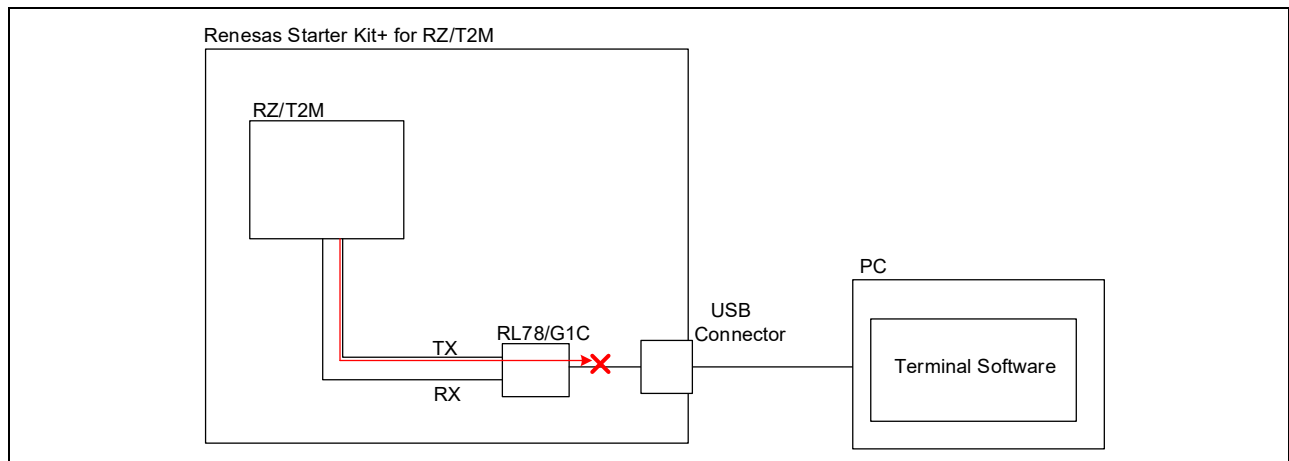 Renesas Starter Kit+ for RZ/T2M
RZ/T2M
PC
USB
Connector
RL78/G1C
TX
Terminal Software
RX